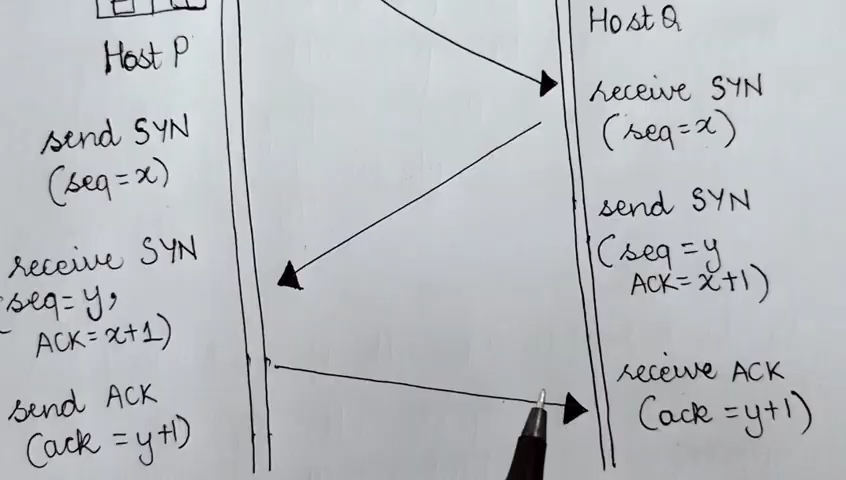 Host P
send SYN
(seq = x)
receive SYN
seq = y,
ACK = x+1)
send ACK
(ack = y+1)
Host Q
receive SYN
(seq = x)
send SYN
(seq = y
ACK = x+1)
receive ACK
(ack = y+1)